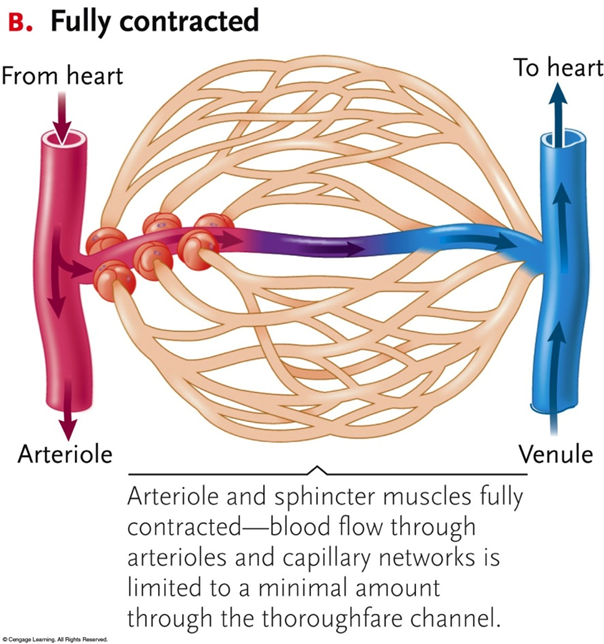 B. Fully contracted
From heart
To heart
Arteriole
Venule
Arteriole and sphincter muscles fully
contracted—blood flow through
arterioles and capillary networks is
limited to a minimal amount
through the thoroughfare channel.
© Cengage Learning. All Rights Reserved.